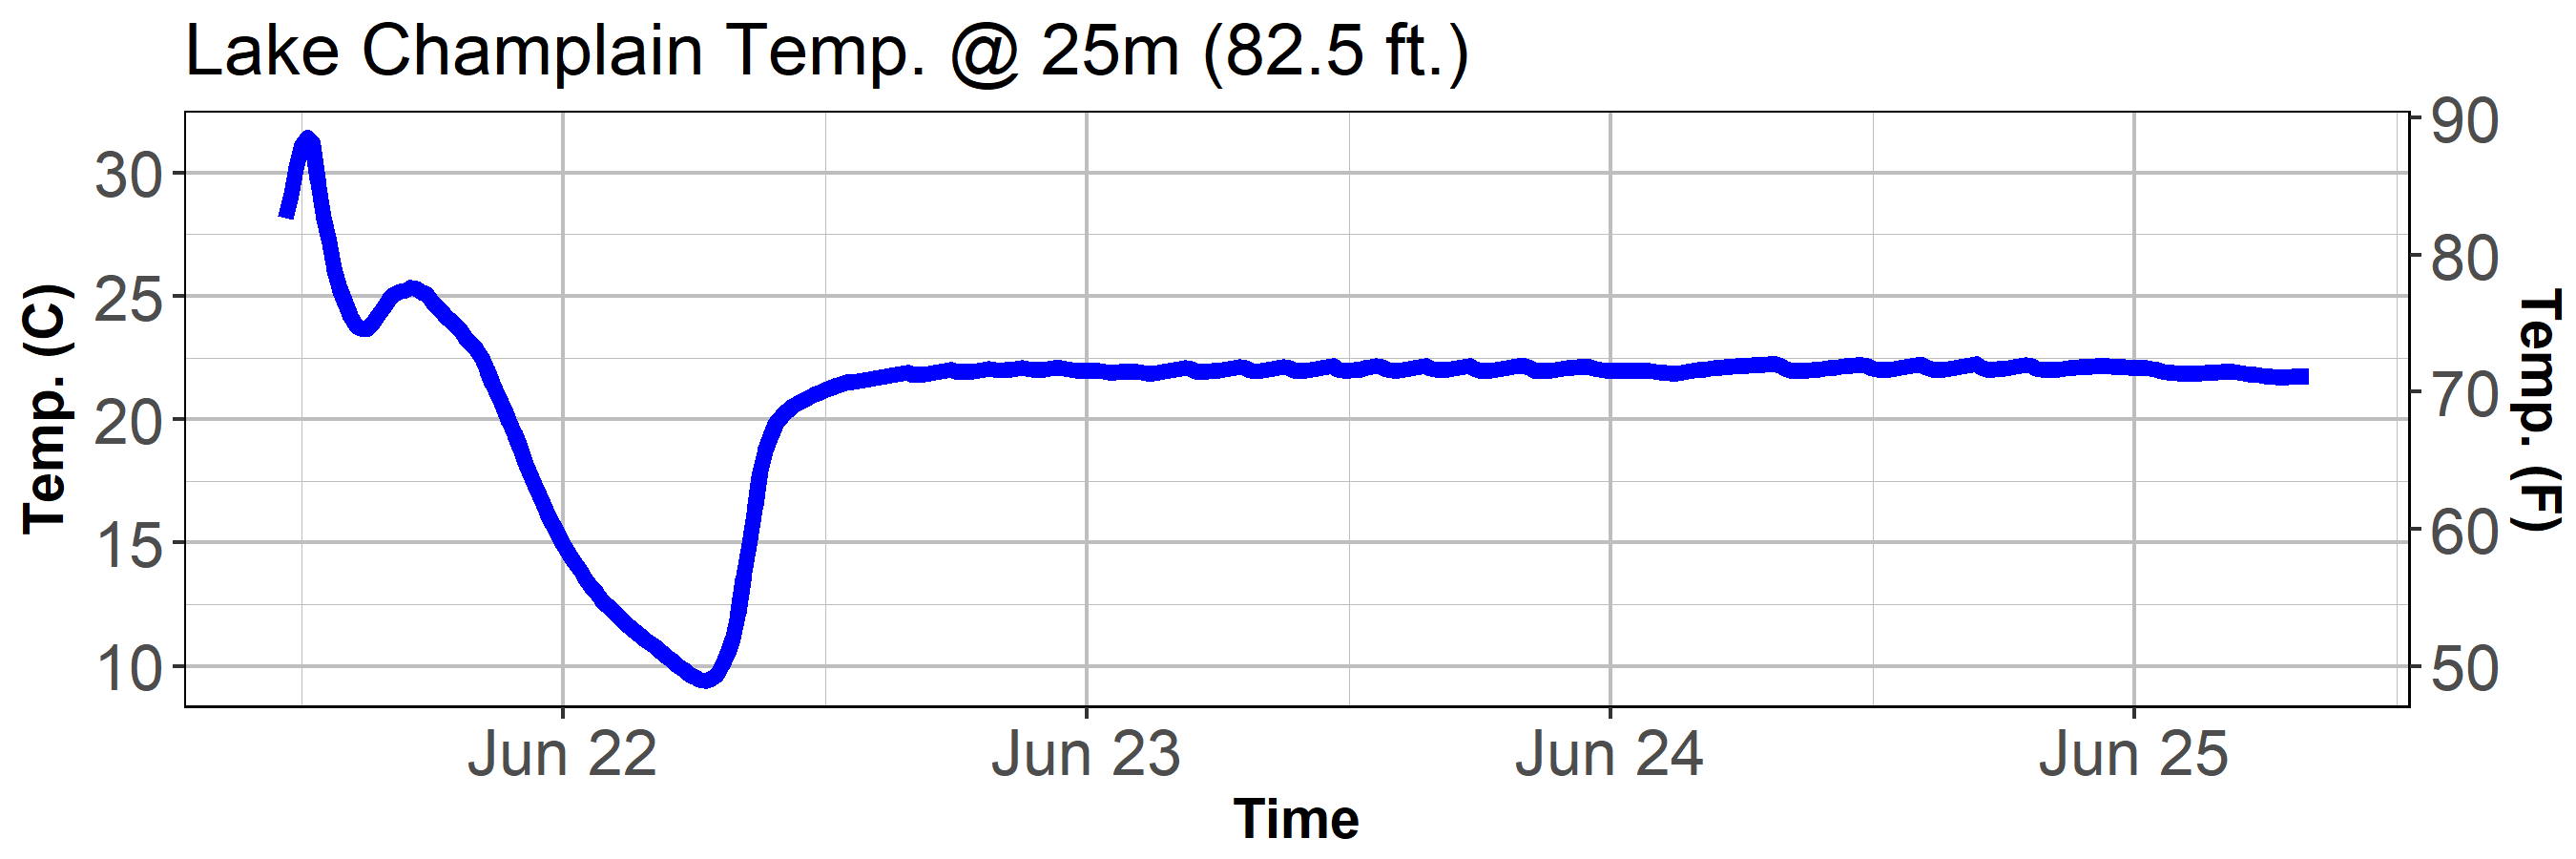 Lake Champlain Temp. @ 25m (82.5 ft.)
Temp. (C)
30
25
20
15
10
90
80
70
60
50
Temp. (F)
Jun 22 Jun 23 Jun 24 Jun 25
Time